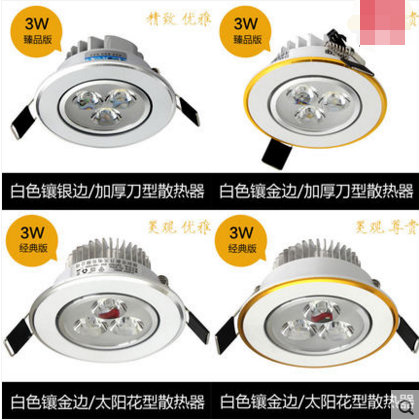 3W
臻品版
精致 优雅
白色镶银边/加厚刀型散热器
3W
臻品版
尊贵
白色镶金边/加厚刀型散热器
3W
经典版
美观 优雅
白色镶金边/太阳花型散热器
3W
经典版
美观 尊贵
白色镶金边/太阳花型散热器